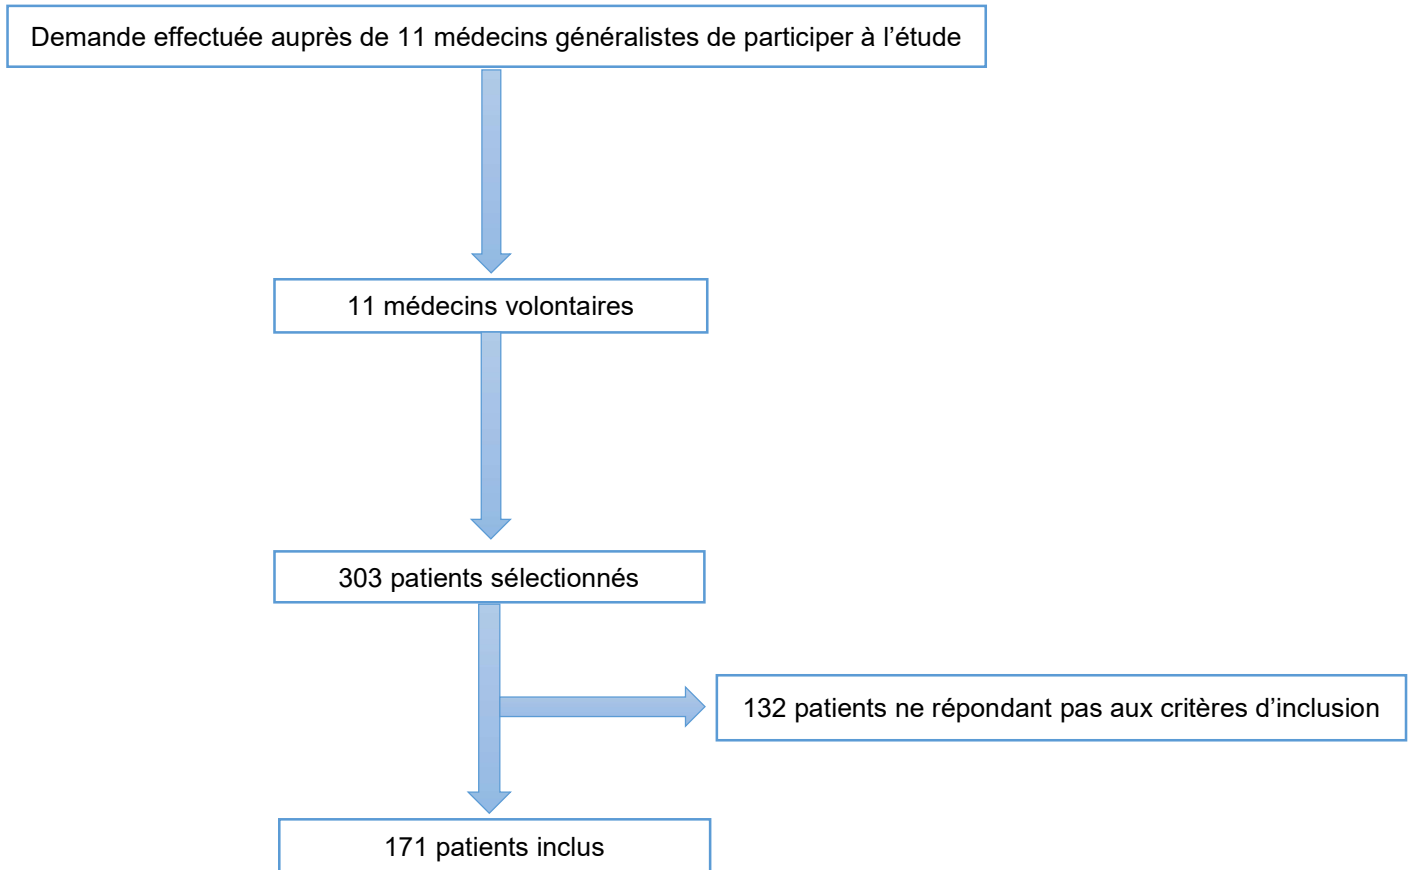 Demande effectuée auprès de 11 médecins généralistes de participer à l’étude
11 médecins volontaires
303 patients sélectionnés
132 patients ne répondant pas aux critères d’inclusion
171 patients inclus